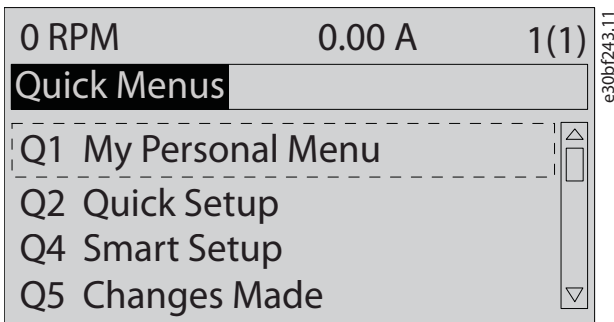 0 RPM 0.00 A 1(1)
Quick Menus
Q1 My Personal Menu
Q2 Quick Setup
Q4 Smart Setup
Q5 Changes Made
e30bf243.11